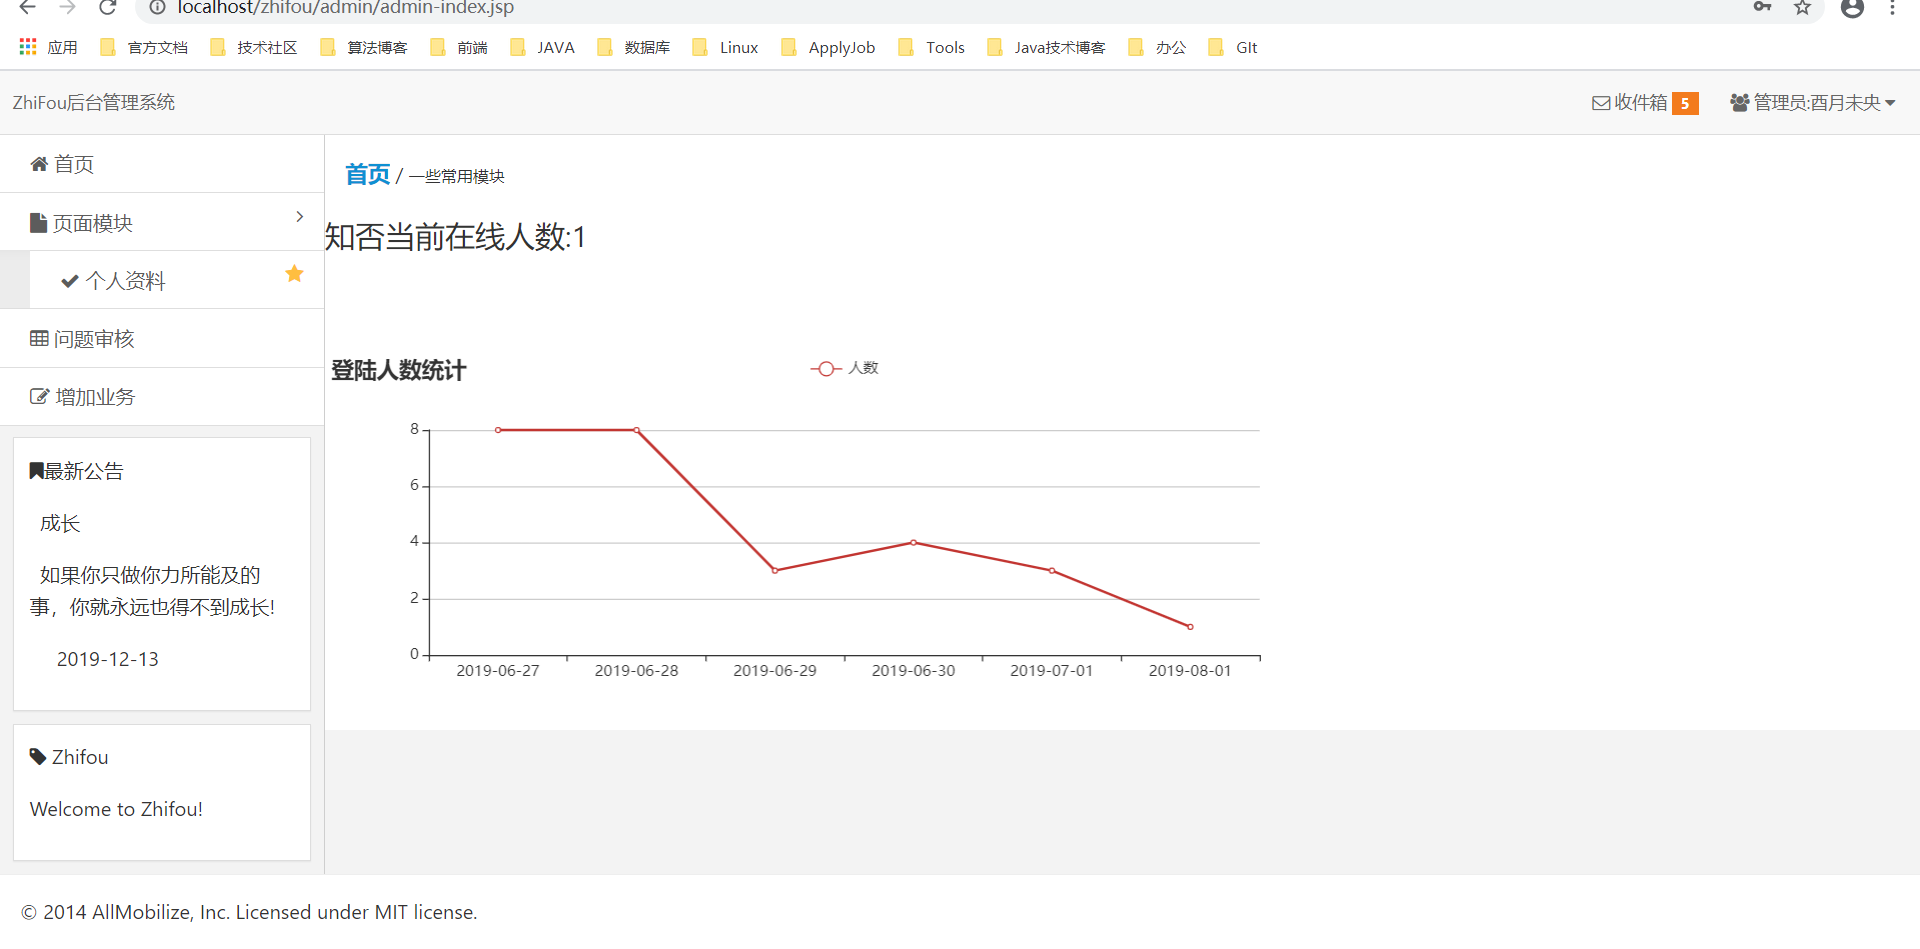 localhost/zhifou/admin/admin-index.jsp
应用 官方文档 技术社区 算法博客 前端 JAVA 数据库 Linux ApplyJob Tools Java技术博客 办公 GIt
ZhiFou后台管理系统 收件箱 5 管理员:酉月未央
首页
页面模块
个人资料
问题审核
增加业务
最新公告
成长
如果你只做你力所能及的
事，你就永远也得不到成长!
2019-12-13
Zhifou
Welcome to Zhifou!
首页 / 一些常用模块
知否当前在线人数:1
登陆人数统计 人数
8
6
4
2
0
2019-06-27 2019-06-28 2019-06-29 2019-06-30 2019-07-01 2019-08-01
© 2014 AllMobilize, Inc. Licensed under MIT license.